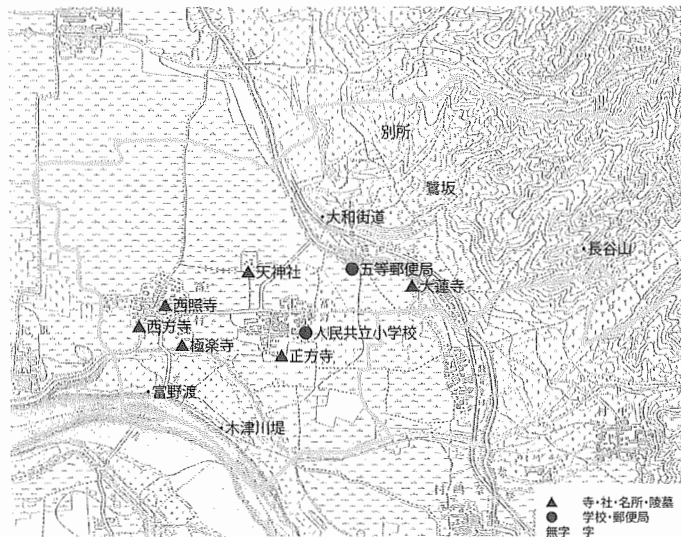 別所
鷺坂
・大和街道
・長谷山
天神社
五等郵便局
大蓮寺
西照寺
西方寺
人民共立小学校
極楽寺
正方寺
・富野渡
・木津川堤
▲ 寺・社・名所・陵墓
● 学校・郵便局
無字 字